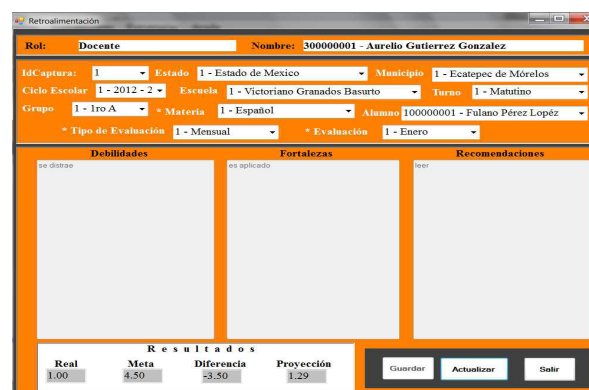 Retroalimentación
Rol: Docente Nombre: 300000001 - Aurelio Gutierrez Gonzalez
IdCaptura: 1 Estado 1 - Estado de Mexico Municipio 1 - Ecatepec de Mórelos
Ciclo Escolar 1 - 2012 - 2 Escuela 1 - Victoriano Granados Basurto Turno 1 - Matutino
Grupo 1 - 1ro A * Materia 1 - Español Alumno 100000001 - Fulano Pérez Lopéz
* Tipo de Evaluación 1 - Mensual * Evaluación 1 - Enero
Debilidades Fortalezas Recomendaciones
se distrae es aplicado leer
Resultados
Real Meta Diferencia Proyección
1.00 4.50 -3.50 1.29
Guardar Actualizar Salir